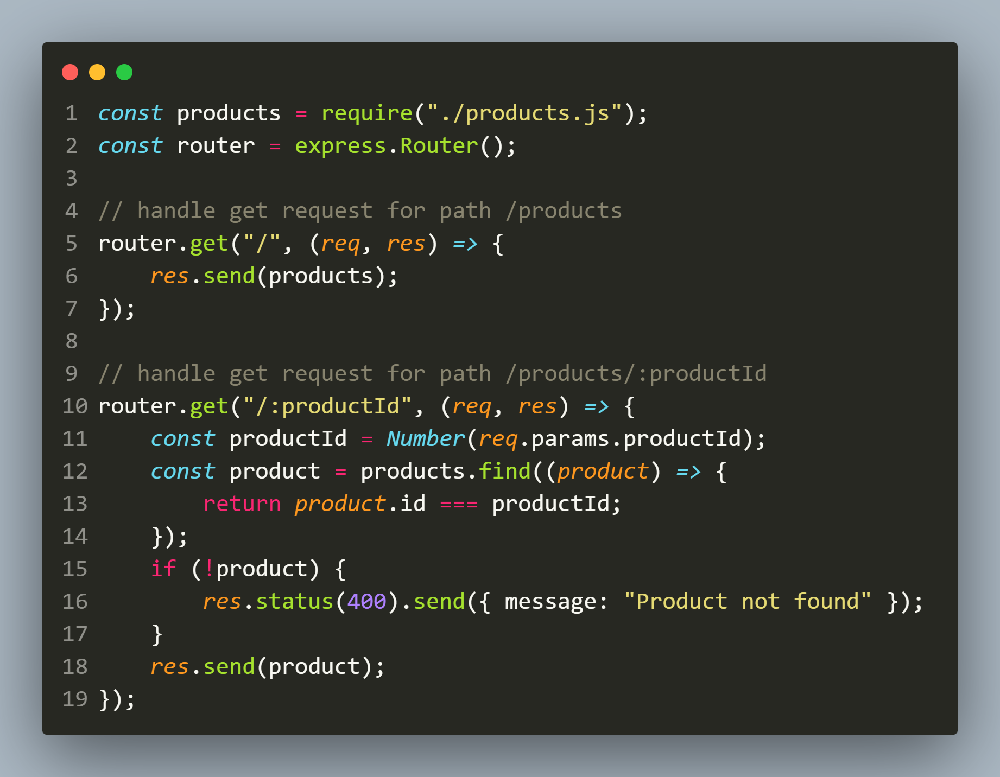 1 const products = require("./products.js");
2 const router = express.Router();
3
4 // handle get request for path /products
5 router.get("/", (req, res) => {
6     res.send(products);
7 });
8
9 // handle get request for path /products/:productId
10 router.get("/:productId", (req, res) => {
11     const productId = Number(req.params.productId);
12     const product = products.find((product) => {
13         return product.id === productId;
14     });
15     if (!product) {
16         res.status(400).send({ message: "Product not found" });
17     }
18     res.send(product);
19 });